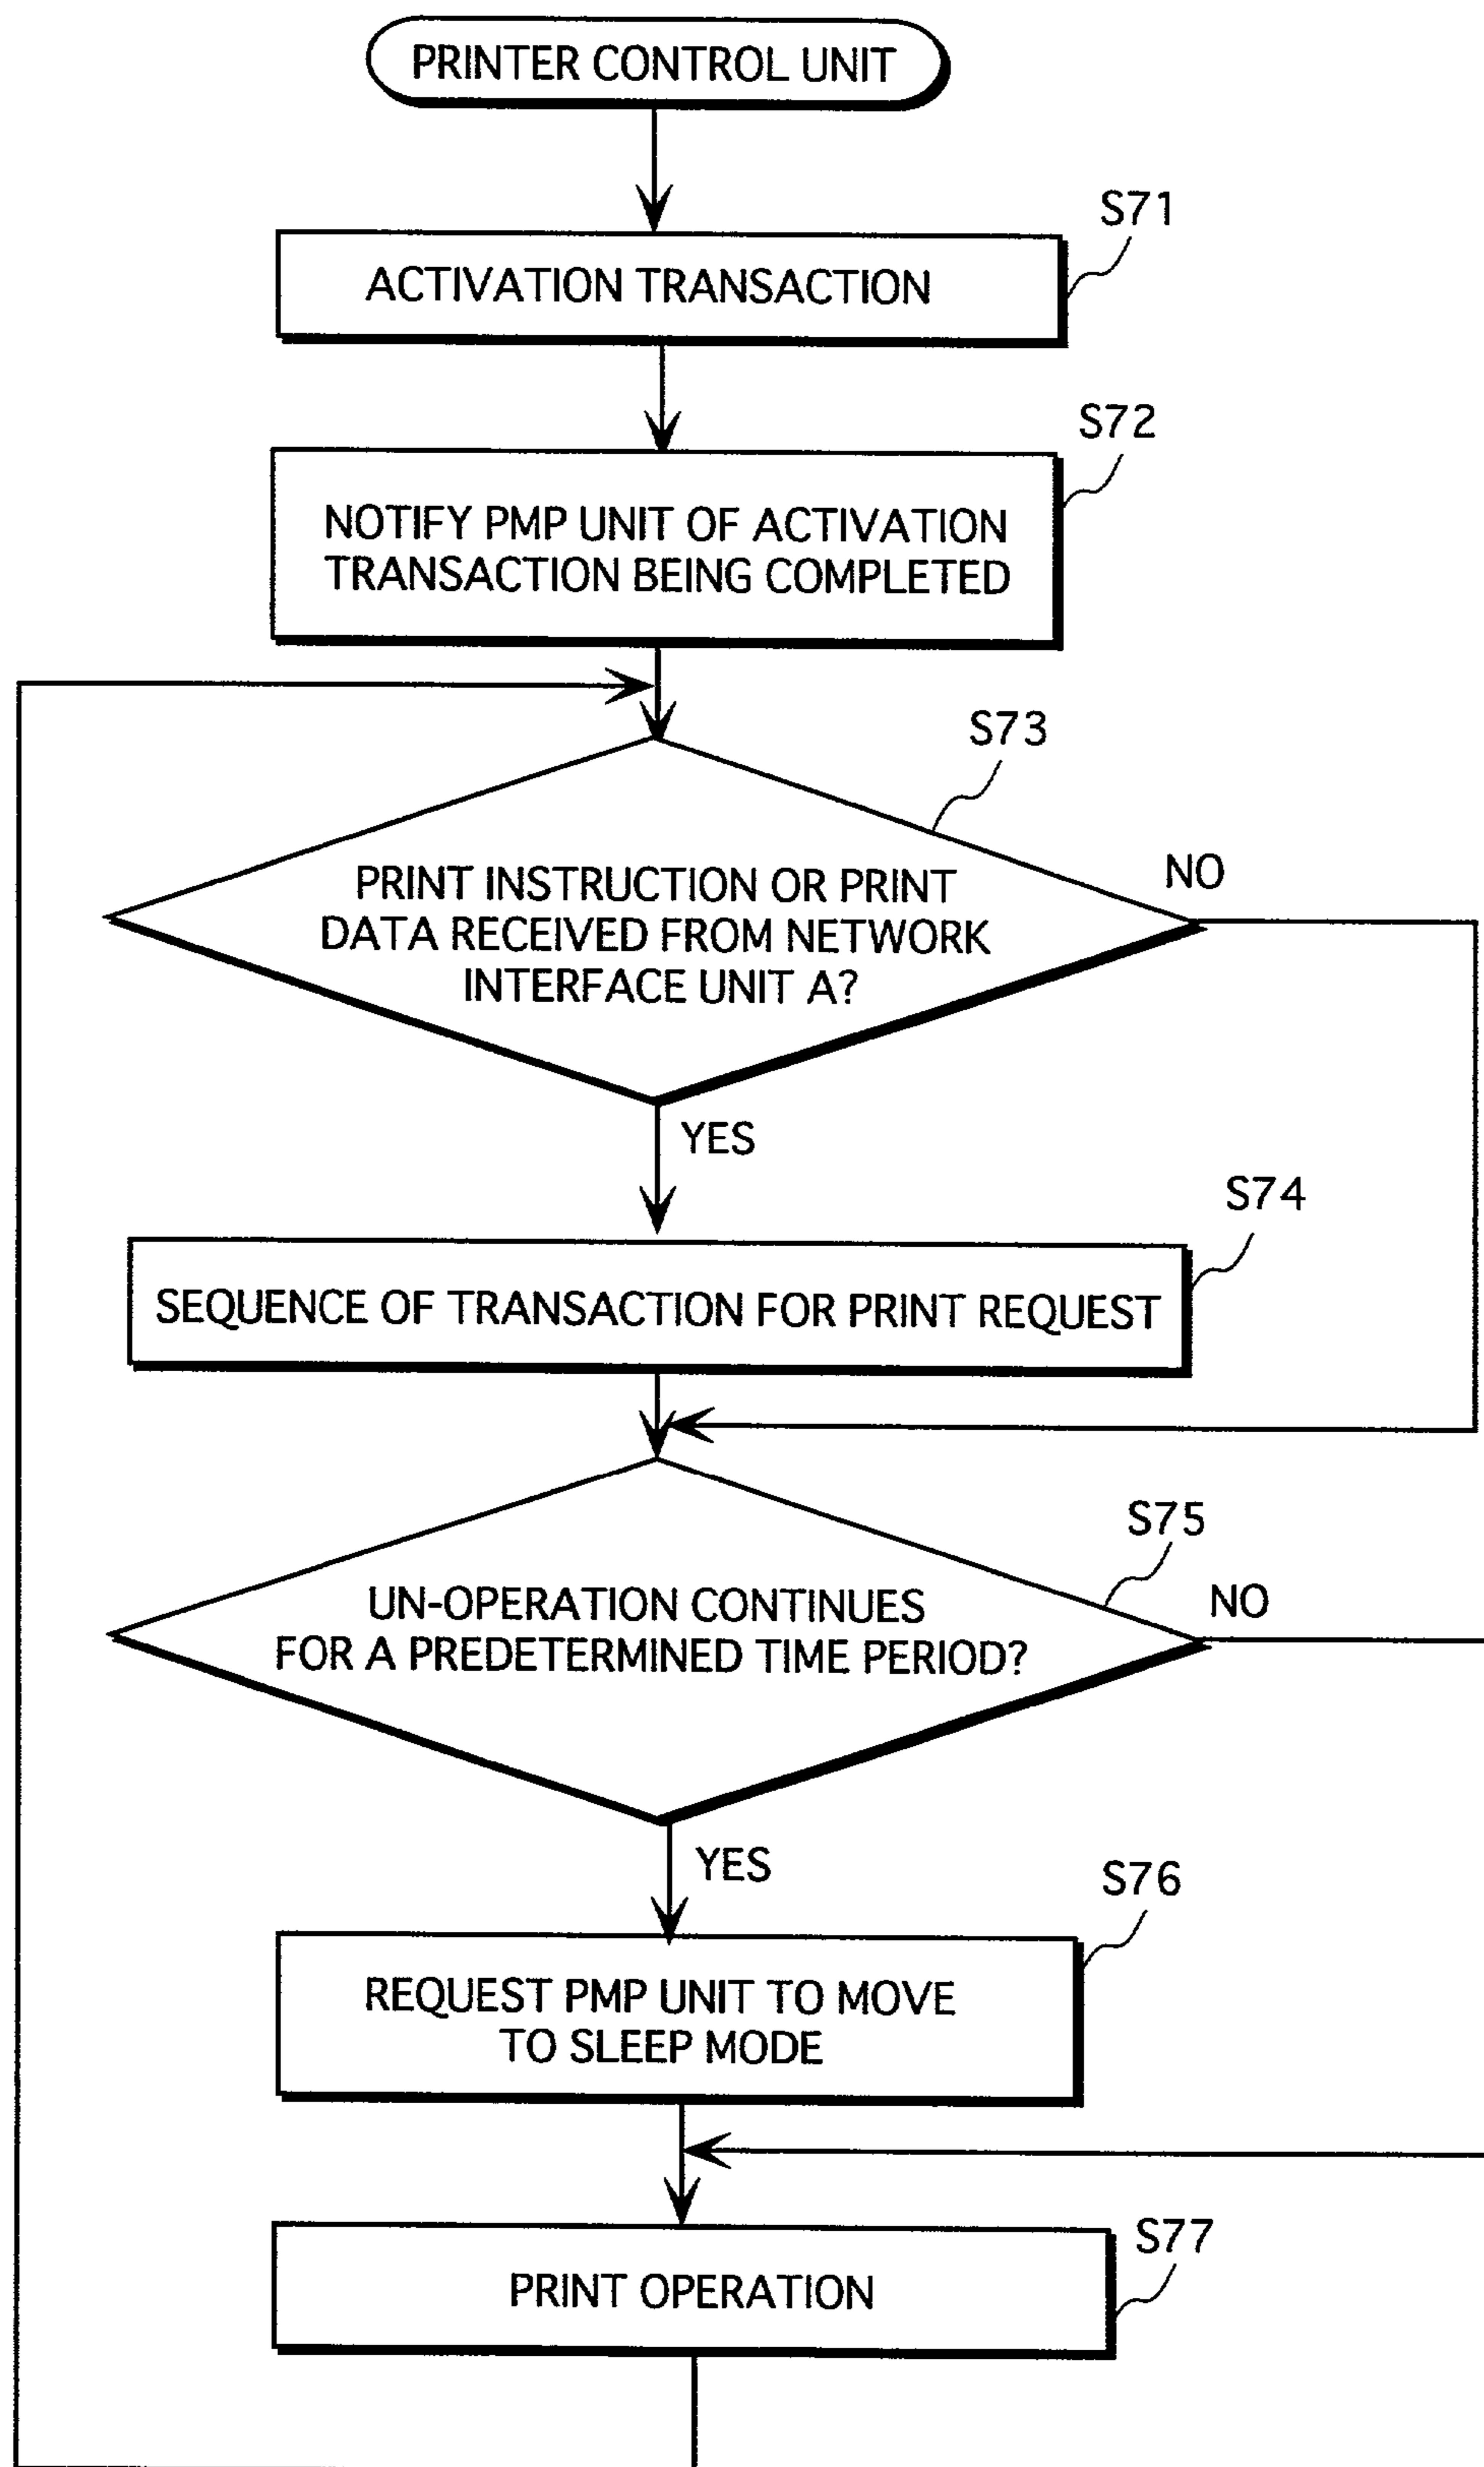 PRINTER CONTROL UNIT
S71
ACTIVATION TRANSACTION
S72
NOTIFY PMP UNIT OF ACTIVATION
TRANSACTION BEING COMPLETED
S73
PRINT INSTRUCTION OR PRINT
DATA RECEIVED FROM NETWORK
INTERFACE UNIT A?
NO
YES
S74
SEQUENCE OF TRANSACTION FOR PRINT REQUEST
S75
UN-OPERATION CONTINUES
FOR A PREDETERMINED TIME PERIOD?
NO
YES
S76
REQUEST PMP UNIT TO MOVE
TO SLEEP MODE
S77
PRINT OPERATION